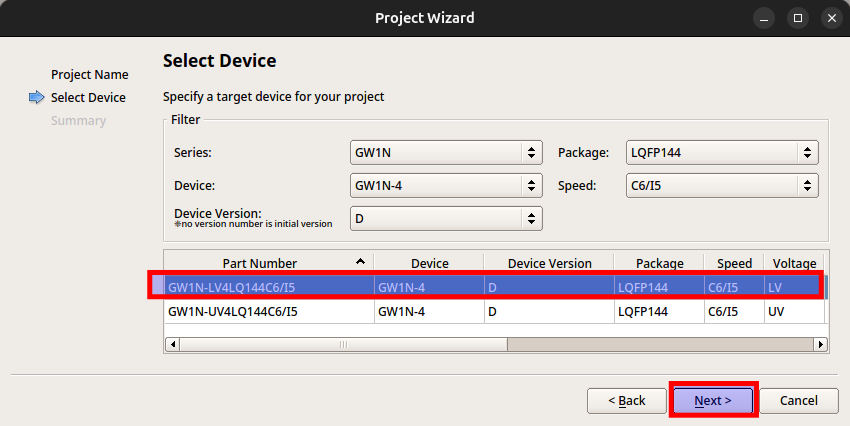 Project Wizard
Project Name
Select Device
Summary
Select Device
Specify a target device for your project
Filter
Series: GW1N Package: LQFP144
Device: GW1N-4 Speed: C6/I5
Device Version: D
*no version number is initial version
Part Number Device Device Version Package Speed Voltage
GW1N-LV4LQ144C6/I5 GW1N-4 D LQFP144 C6/I5 LV
GW1N-UV4LQ144C6/I5 GW1N-4 D LQFP144 C6/I5 UV
< Back Next > Cancel